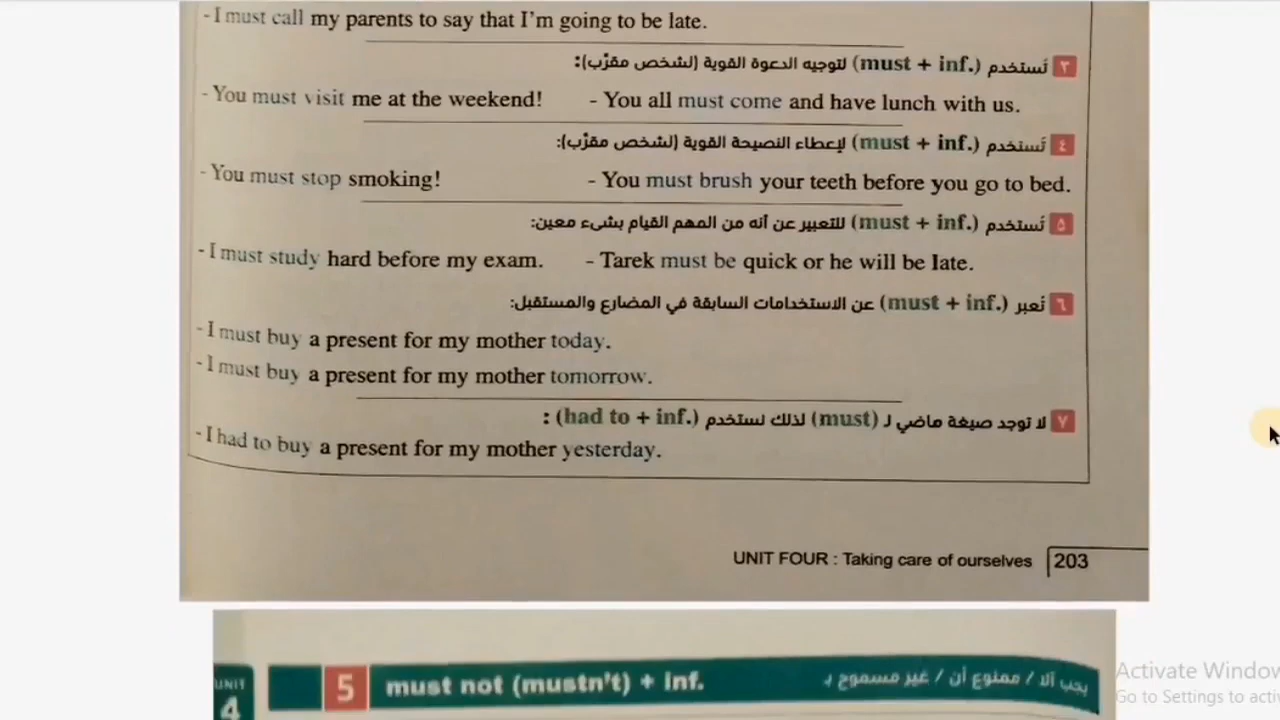 - I must call my parents to say that I'm going to be late.
٣ تُستخدم (must + inf.) لتوجيه الدعوة القوية (لشخص مقرَّب):
- You must visit me at the weekend! - You all must come and have lunch with us.
٤ تُستخدم (must + inf.) لإعطاء النصيحة القوية (لشخص مقرَّب):
- You must stop smoking! - You must brush your teeth before you go to bed.
٥ تُستخدم (must + inf.) للتعبير عن أنه من المهم القيام بشىء معين:
- I must study hard before my exam. - Tarek must be quick or he will be late.
٦ تُعبر (must + inf.) عن الاستخدامات السابقة في المضارع والمستقبل:
- I must buy a present for my mother today.
- I must buy a present for my mother tomorrow.
٧ لا توجد صيغة ماضي لـ (must) لذلك نستخدم (had to + inf.) :
- I had to buy a present for my mother yesterday.
UNIT FOUR : Taking care of ourselves 203
UNIT 4
5 must not (mustn't) + inf. يجب ألا / ممنوع أن / غير مسموح بـ
Activate Window
Go to Settings to activ